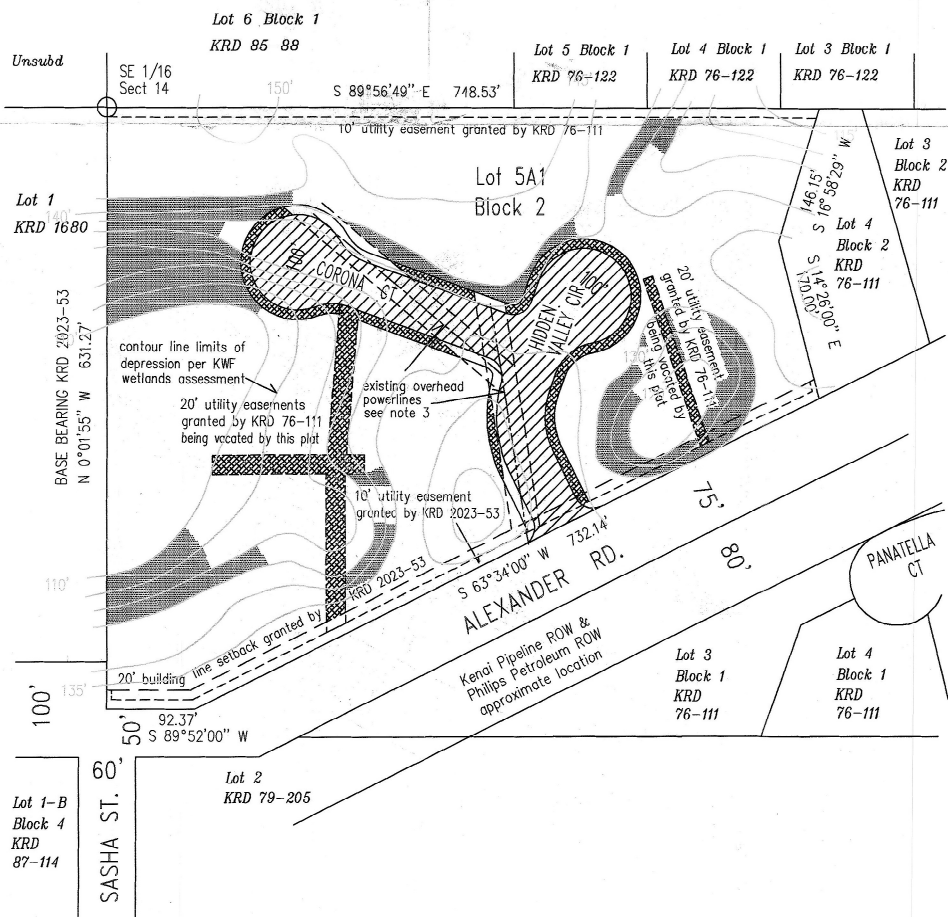 Lot 6 Block 1
KRD 85 88
Unsubd
SE 1/16
Sect 14
150'
S 89°56'49" E 748.53'
Lot 5 Block 1
KRD 76-122
Lot 4 Block 1
KRD 76-122
Lot 3 Block 1
KRD 76-122
10' utility easement granted by KRD 76-111
Lot 5A1
Block 2
146.15'
S 16°58'29" W
Lot 3
Block 2
KRD
76-111
Lot 1
KRD 1680
140'
Lot 4
Block 2
KRD
76-111
S 14°26'00" E
170.00'
100'
CORONA CT
HIDDEN
VALLEY CIR
100'
20' utility easement
granted by KRD 76-111
being vacated by
this plat
130'
BASE BEARING KRD 2023-53
N 0°01'55" W 631.27'
contour line limits of
depression per KWF
wetlands assessment
existing overhead
powerlines
see note 3
20' utility easements
granted by KRD 76-111
being vacated by this plat
10' utility easement
granted by KRD 2023-53
75'
80'
732.14'
S 63°34'00" W
ALEXANDER RD.
PANATELLA
CT
110'
20' building line setback granted by KRD 2023-53
135'
Kenai Pipeline ROW &
Philips Petroleum ROW
approximate location
Lot 3
Block 1
KRD
76-111
Lot 4
Block 1
KRD
76-111
100'
50'
92.37'
S 89°52'00" W
60'
SASHA ST.
Lot 2
KRD 79-205
Lot 1-B
Block 4
KRD
87-114